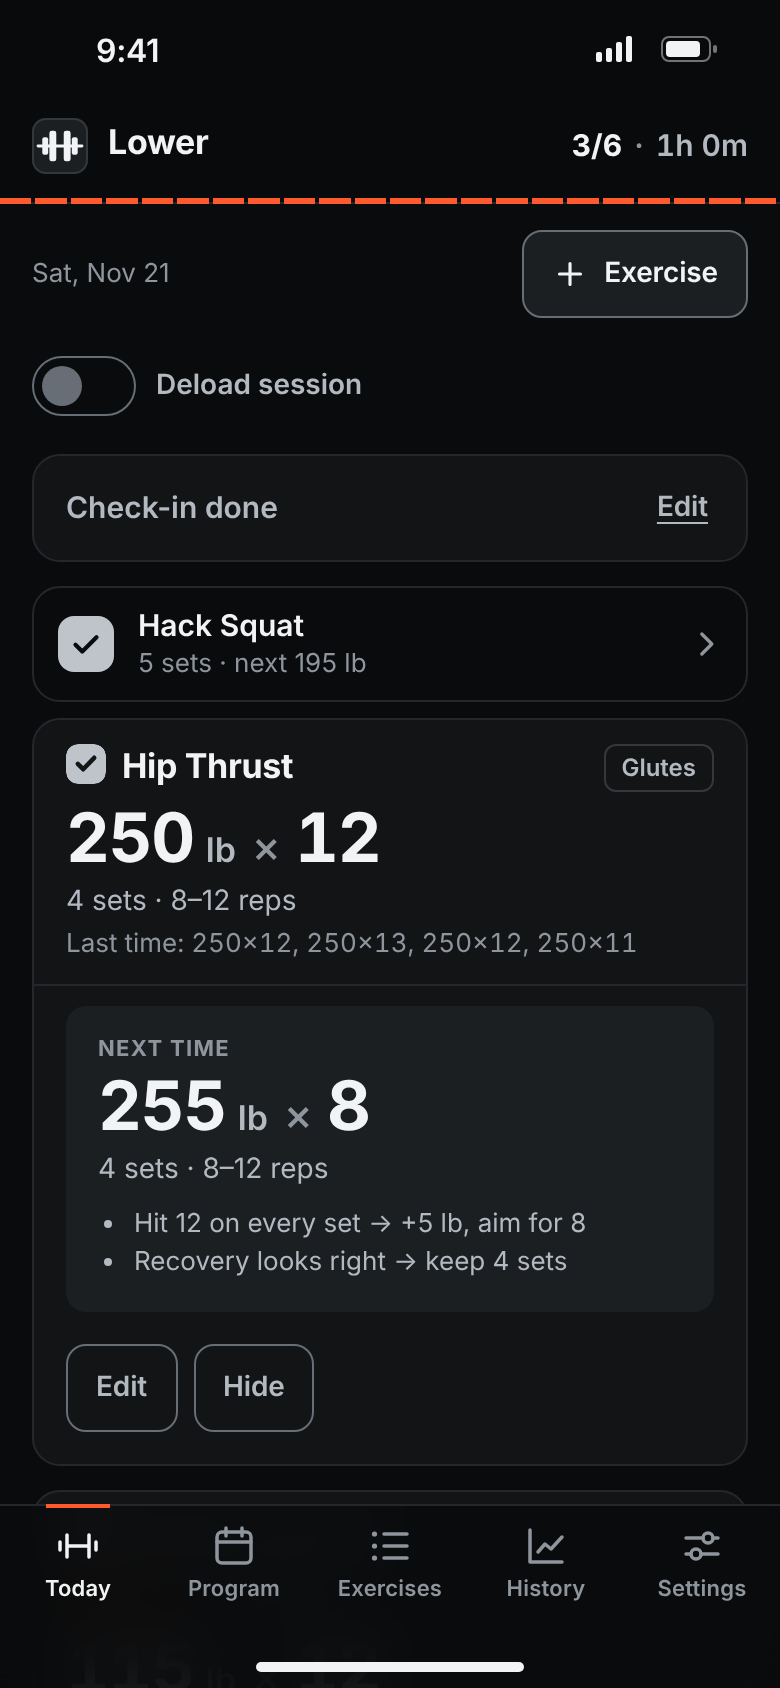 9:41
Lower
3/6 · 1h 0m
Sat, Nov 21
Exercise
Deload session
Check-in done
Edit
Hack Squat
5 sets · next 195 lb
Hip Thrust
Glutes
250 lb × 12
4 sets · 8–12 reps
Last time: 250×12, 250×13, 250×12, 250×11
NEXT TIME
255 lb × 8
4 sets · 8–12 reps
• Hit 12 on every set → +5 lb, aim for 8
• Recovery looks right → keep 4 sets
Edit
Hide
Today
Program
Exercises
History
Settings
115 lb × 12